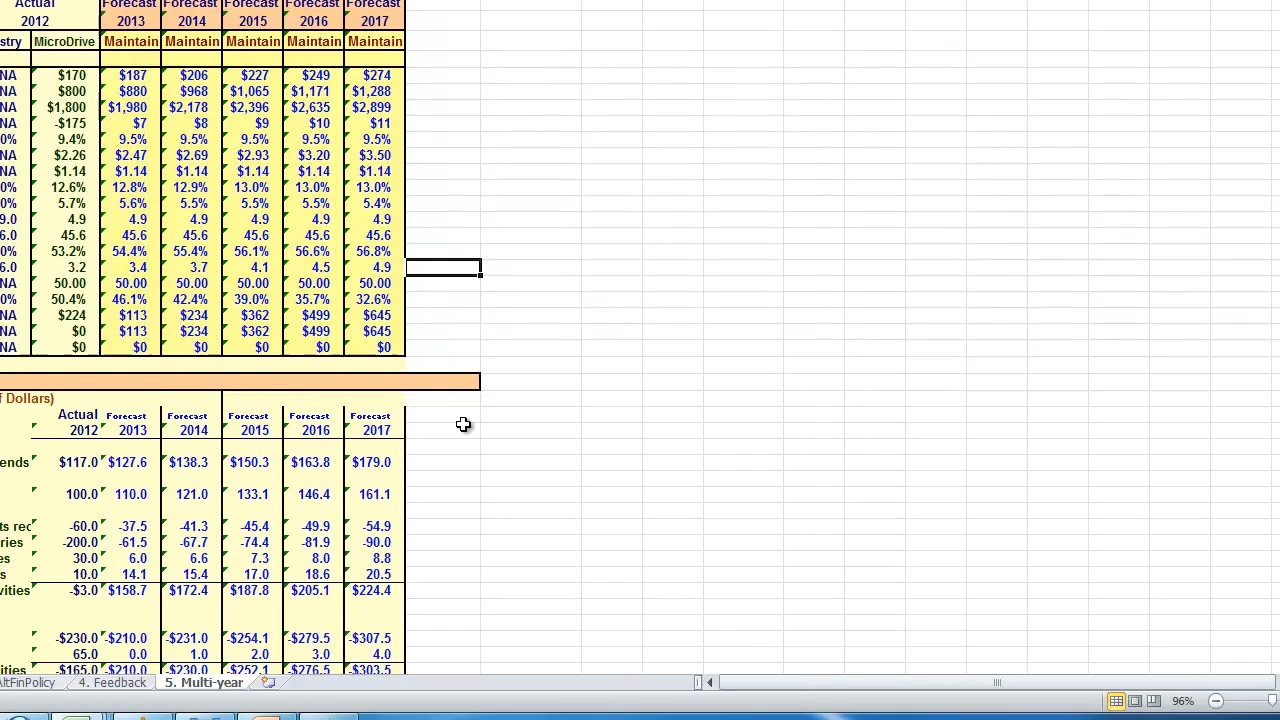 Actual Forecast Forecast Forecast Forecast Forecast
2012 2013 2014 2015 2016 2017
stry MicroDrive Maintain Maintain Maintain Maintain Maintain
NA $170 $187 $206 $227 $249 $274
NA $800 $880 $968 $1,065 $1,171 $1,288
NA $1,800 $1,980 $2,178 $2,396 $2,635 $2,899
NA -$175 $7 $8 $9 $10 $11
0% 9.4% 9.5% 9.5% 9.5% 9.5% 9.5%
NA $2.26 $2.47 $2.69 $2.93 $3.20 $3.50
NA $1.14 $1.14 $1.14 $1.14 $1.14 $1.14
0% 12.6% 12.8% 12.9% 13.0% 13.0% 13.0%
0% 5.7% 5.6% 5.5% 5.5% 5.5% 5.4%
9.0 4.9 4.9 4.9 4.9 4.9 4.9
6.0 45.6 45.6 45.6 45.6 45.6 45.6
0% 53.2% 54.4% 55.4% 56.1% 56.6% 56.8%
6.0 3.2 3.4 3.7 4.1 4.5 4.9
NA 50.00 50.00 50.00 50.00 50.00 50.00
0% 50.4% 46.1% 42.4% 39.0% 35.7% 32.6%
NA $224 $113 $234 $362 $499 $645
NA $0 $113 $234 $362 $499 $645
NA $0 $0 $0 $0 $0 $0
f Dollars)
Actual Forecast Forecast Forecast Forecast Forecast
2012 2013 2014 2015 2016 2017
ends $117.0 $127.6 $138.3 $150.3 $163.8 $179.0
100.0 110.0 121.0 133.1 146.4 161.1
ts rec -60.0 -37.5 -41.3 -45.4 -49.9 -54.9
ries -200.0 -61.5 -67.7 -74.4 -81.9 -90.0
es 30.0 6.0 6.6 7.3 8.0 8.8
s 10.0 14.1 15.4 17.0 18.6 20.5
vities -$3.0 $158.7 $172.4 $187.8 $205.1 $224.4
-$230.0 -$210.0 -$231.0 -$254.1 -$279.5 -$307.5
65.0 0.0 1.0 2.0 3.0 4.0
ities -$165.0 -$210.0 -$230.0 -$252.1 -$276.5 -$303.5
AltFinPolicy 4. Feedback 5. Multi-year
96%